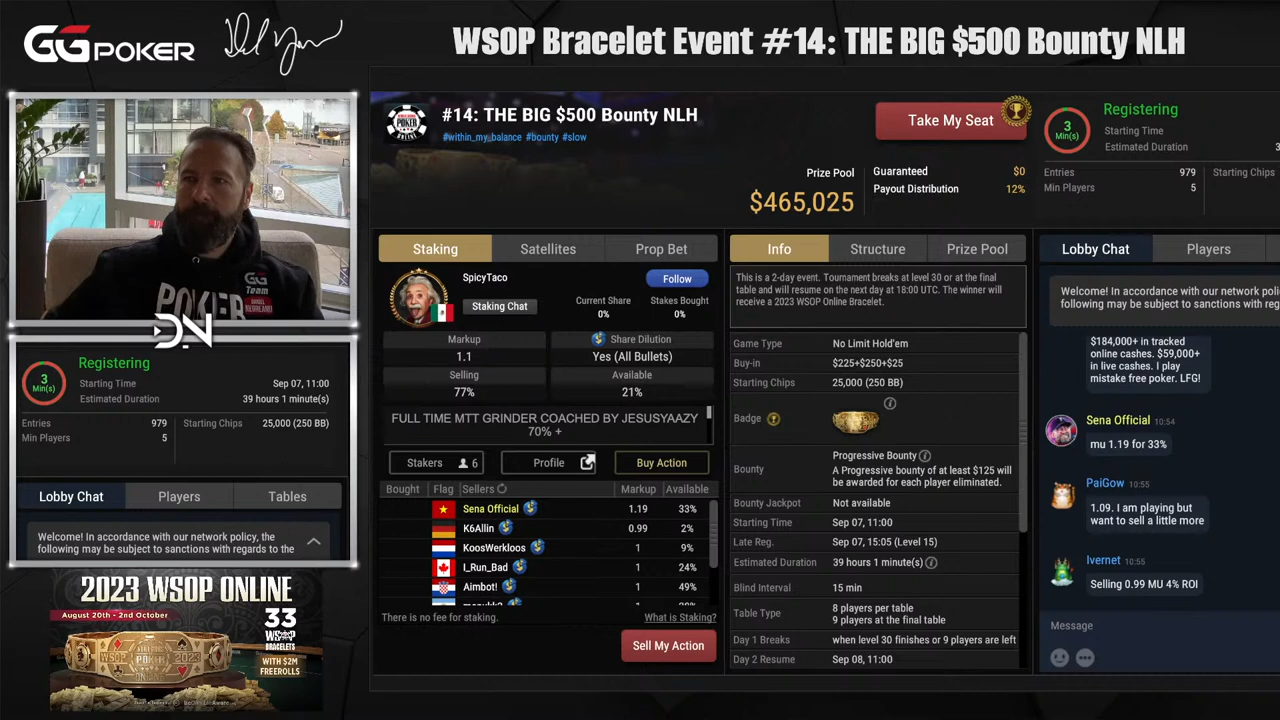 GGPOKER
WSOP Bracelet Event #14: THE BIG $500 Bounty NLH
#14: THE BIG $500 Bounty NLH
#within_my_balance #bounty #slow
Take My Seat
Prize Pool
$465,025
Guaranteed $0
Payout Distribution 12%
3
Min(s)
Registering
Starting Time
Estimated Duration 3
Entries 979
Min Players 5
Starting Chips
GG
Team
POKER
DANIEL
NEGREANU
DN
3
Min(s)
Registering
Starting Time Sep 07, 11:00
Estimated Duration 39 hours 1 minute(s)
Entries 979
Min Players 5
Starting Chips 25,000 (250 BB)
Lobby Chat Players Tables
Welcome! In accordance with our network policy, the
following may be subject to sanctions with regards to the
2023 WSOP ONLINE
August 20th - 2nd October
33
WSOP
BRACELETS
WITH $2M
FREEROLLS
WSOP
POKER
2023
ONLINE
Staking Satellites Prop Bet
SpicyTaco
Follow
Staking Chat
Current Share
0%
Stakes Bought
0%
Markup
1.1
Share Dilution
Yes (All Bullets)
Selling
77%
Available
21%
FULL TIME MTT GRINDER COACHED BY JESUSYAAZY
70% +
Stakers 6
Profile
Buy Action
Bought Flag Sellers Markup Available
Sena Official 1.19 33%
K6Allin 0.99 2%
KoosWerkloos 1 9%
I_Run_Bad 1 24%
Aimbot! 1 49%
There is no fee for staking.
What is Staking?
Sell My Action
Info Structure Prize Pool
This is a 2-day event. Tournament breaks at level 30 or at the final
table and will resume on the next day at 18:00 UTC. The winner will
receive a 2023 WSOP Online Bracelet.
Game Type No Limit Hold'em
Buy-in $225+$250+$25
Starting Chips 25,000 (250 BB)
Badge
Bounty Progressive Bounty
A Progressive bounty of at least $125 will
be awarded for each player eliminated.
Bounty Jackpot Not available
Starting Time Sep 07, 11:00
Late Reg. Sep 07, 15:05 (Level 15)
Estimated Duration 39 hours 1 minute(s)
Blind Interval 15 min
Table Type 8 players per table
9 players at the final table
Day 1 Breaks when level 30 finishes or 9 players are left
Day 2 Resume Sep 08, 11:00
Lobby Chat Players
Welcome! In accordance with our network policy
following may be subject to sanctions with regar
$184,000+ in tracked
online cashes. $59,000+
in live cashes. I play
mistake free poker. LFG!
Sena Official 10:54
mu 1.19 for 33%
PaiGow 10:55
1.09. I am playing but
want to sell a little more
Ivernet 10:55
Selling 0.99 MU 4% ROI
Message